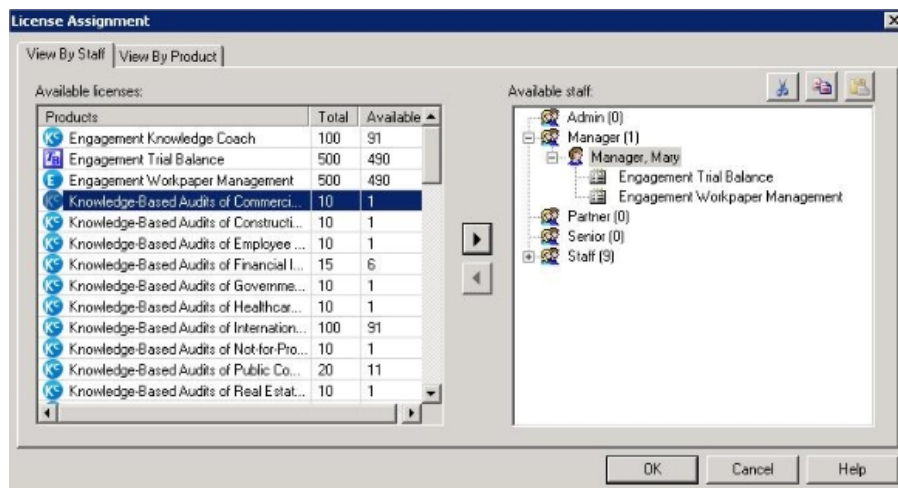 License Assignment
View By Staff View By Product
Available licenses:
Products Total Available
Engagement Knowledge Coach 100 91
Engagement Trial Balance 500 490
Engagement Workpaper Management 500 490
Knowledge-Based Audits of Commerci... 10 1
Knowledge-Based Audits of Constructi... 10 1
Knowledge-Based Audits of Employee ... 10 1
Knowledge-Based Audits of Financial I... 15 6
Knowledge-Based Audits of Governme... 10 1
Knowledge-Based Audits of Healthcar... 10 1
Knowledge-Based Audits of Internation... 100 91
Knowledge-Based Audits of Not-for-Pro... 10 1
Knowledge-Based Audits of Public Co... 20 11
Knowledge-Based Audits of Real Estat... 10 1
Available staff:
Admin (0)
Manager (1)
Manager, Mary
Engagement Trial Balance
Engagement Workpaper Management
Partner (0)
Senior (0)
Staff (9)
OK Cancel Help